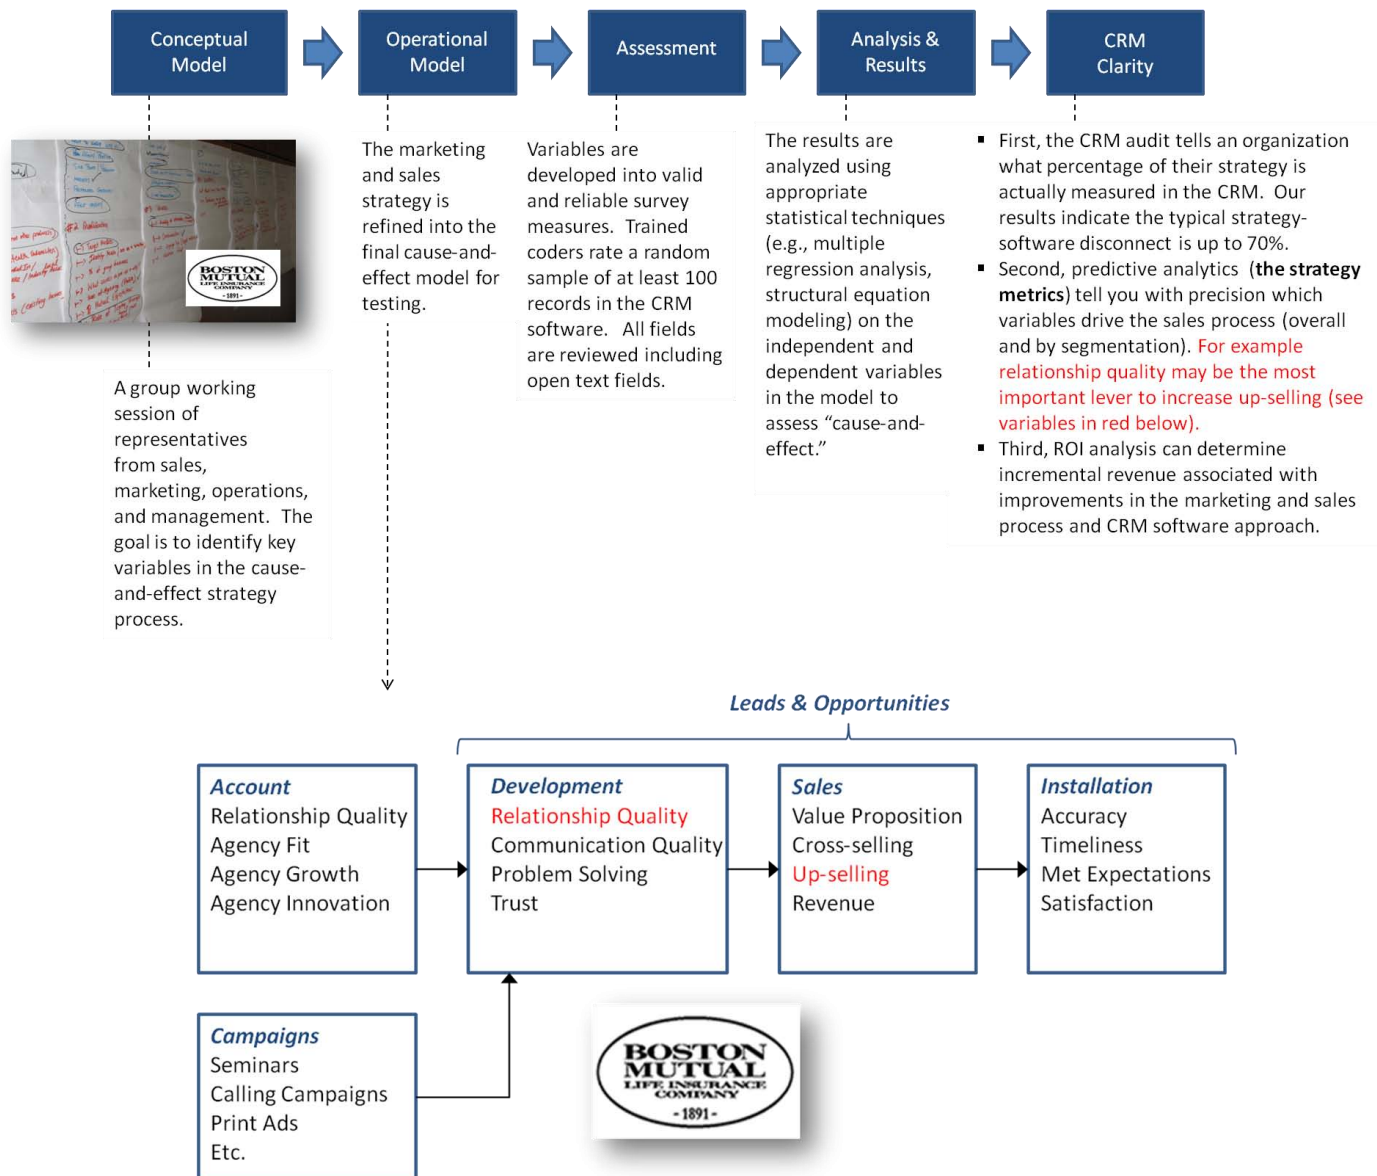 Conceptual
Model
Operational
Model
Assessment
Analysis &
Results
CRM
Clarity
BOSTON
MUTUAL
LIFE INSURANCE
COMPANY
-1891-
A group working
session of
representatives
from sales,
marketing, operations,
and management. The
goal is to identify key
variables in the cause-
and-effect strategy
process.
The marketing
and sales
strategy is
refined into the
final cause-and-
effect model for
testing.
Variables are
developed into valid
and reliable survey
measures. Trained
coders rate a random
sample of at least 100
records in the CRM
software. All fields
are reviewed including
open text fields.
The results are
analyzed using
appropriate
statistical techniques
(e.g., multiple
regression analysis,
structural equation
modeling) on the
independent and
dependent variables
in the model to
assess “cause-and-
effect.”
▪ First, the CRM audit tells an organization
what percentage of their strategy is
actually measured in the CRM. Our
results indicate the typical strategy-
software disconnect is up to 70%.
▪ Second, predictive analytics (the strategy
metrics) tell you with precision which
variables drive the sales process (overall
and by segmentation). For example
relationship quality may be the most
important lever to increase up-selling (see
variables in red below).
▪ Third, ROI analysis can determine
incremental revenue associated with
improvements in the marketing and sales
process and CRM software approach.
Leads & Opportunities
Account
Relationship Quality
Agency Fit
Agency Growth
Agency Innovation
Development
Relationship Quality
Communication Quality
Problem Solving
Trust
Sales
Value Proposition
Cross-selling
Up-selling
Revenue
Installation
Accuracy
Timeliness
Met Expectations
Satisfaction
Campaigns
Seminars
Calling Campaigns
Print Ads
Etc.
BOSTON
MUTUAL
LIFE INSURANCE
COMPANY
-1891-